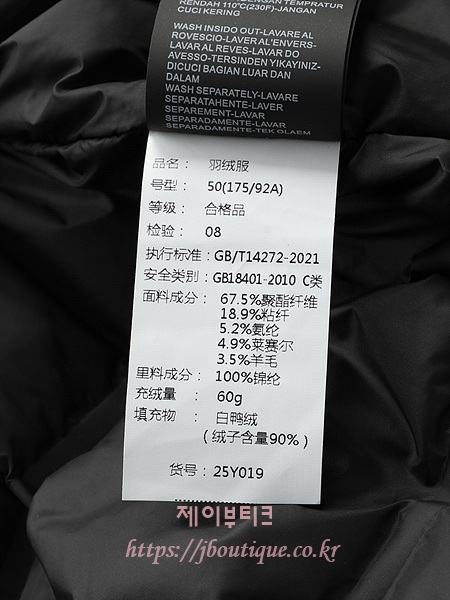 RENDAH 110°C(230F)-JANGAN
CUCI KERING
WASH INSIDO OUT-LAVARE AL
ROVESCIO-LAVER AL'ENVERS-
LAVAR AL REVES-LAVAR DO
AVESSO-TERSINDEN YIKAYINIZ-
DICUCI BAGIAN LUAR DAN
DALAM
WASH SEPARATELY-LAVARE
SEPARATAHENTE-LAVER
SEPAREMENT-LAVAR
SEPARADAMENTE-LAVAR
SEPARADAMENTE-TEK OLAEM
品名： 羽绒服
号型： 50(175/92A)
等级： 合格品
检验： 08
执行标准：GB/T14272-2021
安全类别：GB18401-2010 C类
面料成分： 67.5%聚酯纤维
18.9%粘纤
5.2%氨纶
4.9%莱赛尔
3.5%羊毛
里料成分： 100%锦纶
充绒量 ： 60g
填充物 ： 白鸭绒
(绒子含量90%)
货号：25Y019
제이부티크
https://jboutique.co.kr